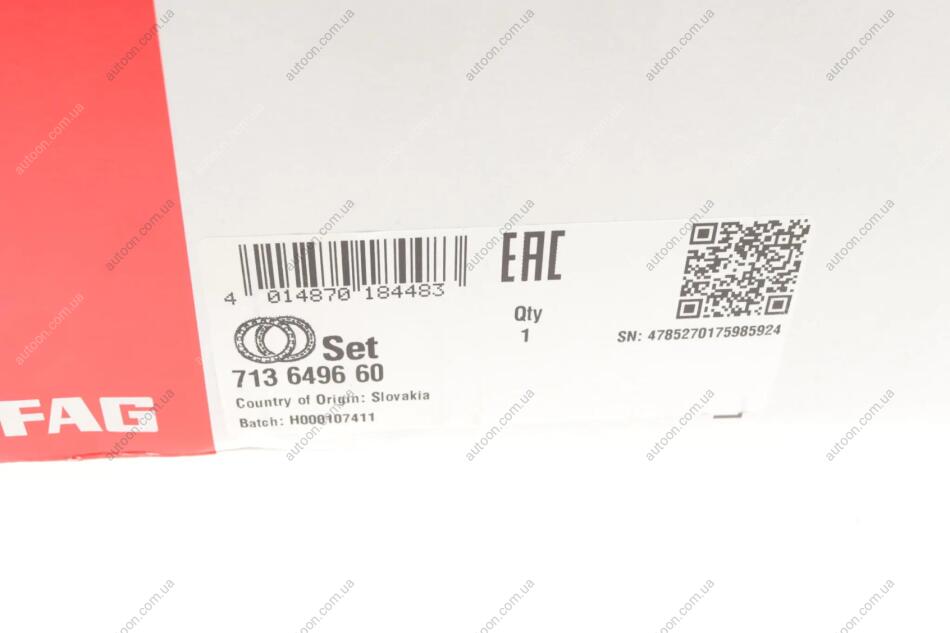 FAG
4 014870 184483
Set
713 6496 60
Country of Origin: Slovakia
Batch: H000107411
EAC
Qty
1
SN: 4785270175985924
autoon.com.ua